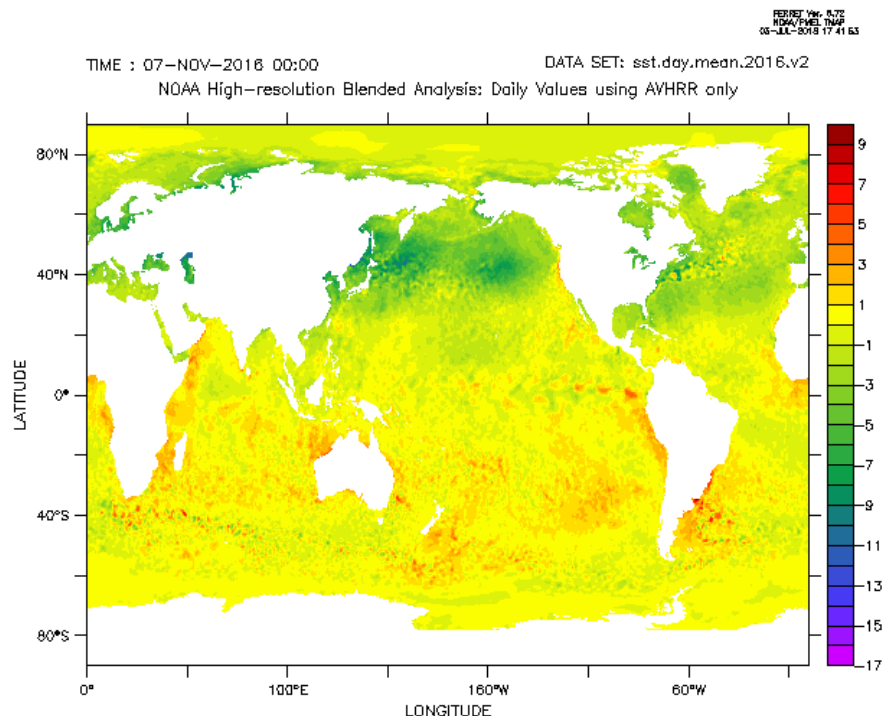 FERRET Ver. 6.72
NOAA/PMEL TMAP
TIME : 07-NOV-2016 00:00
DATA SET: sst.day.mean.2016.v2
NOAA High-resolution Blended Analysis: Daily Values using AVHRR only
80°N
40°N
0°
40°S
80°S
LATITUDE
0°
100°E
160°W
60°W
LONGITUDE
9
7
5
3
1
-1
-3
-5
-7
-9
-11
-13
-15
-17